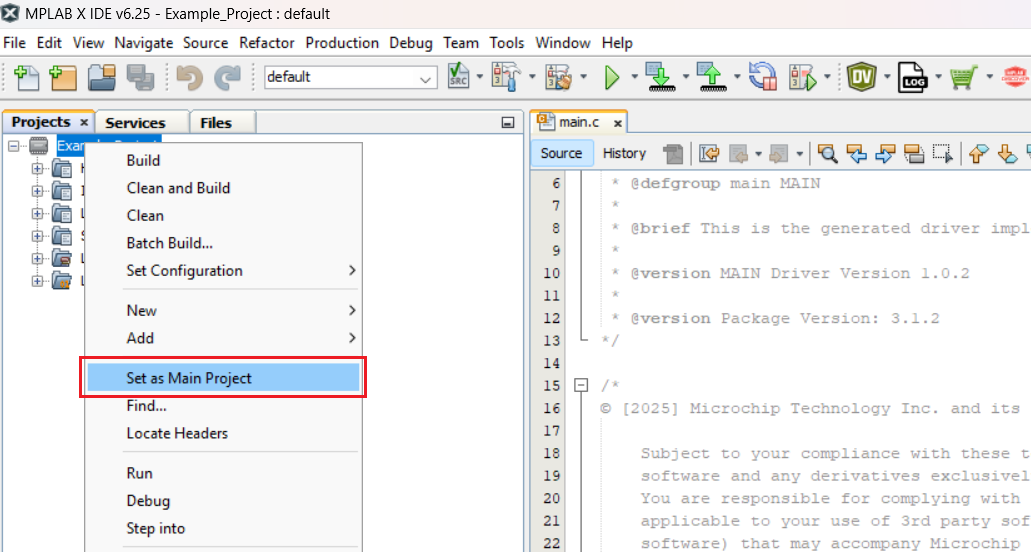 MPLAB X IDE v6.25 - Example_Project : default
File Edit View Navigate Source Refactor Production Debug Team Tools Window Help
default
SRC
DV
LOG
Projects × Services Files
main.c ×
Source History
Build
Clean and Build
Clean
Batch Build...
Set Configuration
New
Add
Set as Main Project
Find...
Locate Headers
Run
Debug
Step into
6 * @defgroup main MAIN
7 *
8 * @brief This is the generated driver impl
9 *
10 * @version MAIN Driver Version 1.0.2
11 *
12 * @version Package Version: 3.1.2
13 */
14
15 /*
16 © [2025] Microchip Technology Inc. and its
17
18 Subject to your compliance with these t
19 software and any derivatives exclusivel
20 You are responsible for complying with
21 applicable to your use of 3rd party sof
22 software) that may accompany Microchip